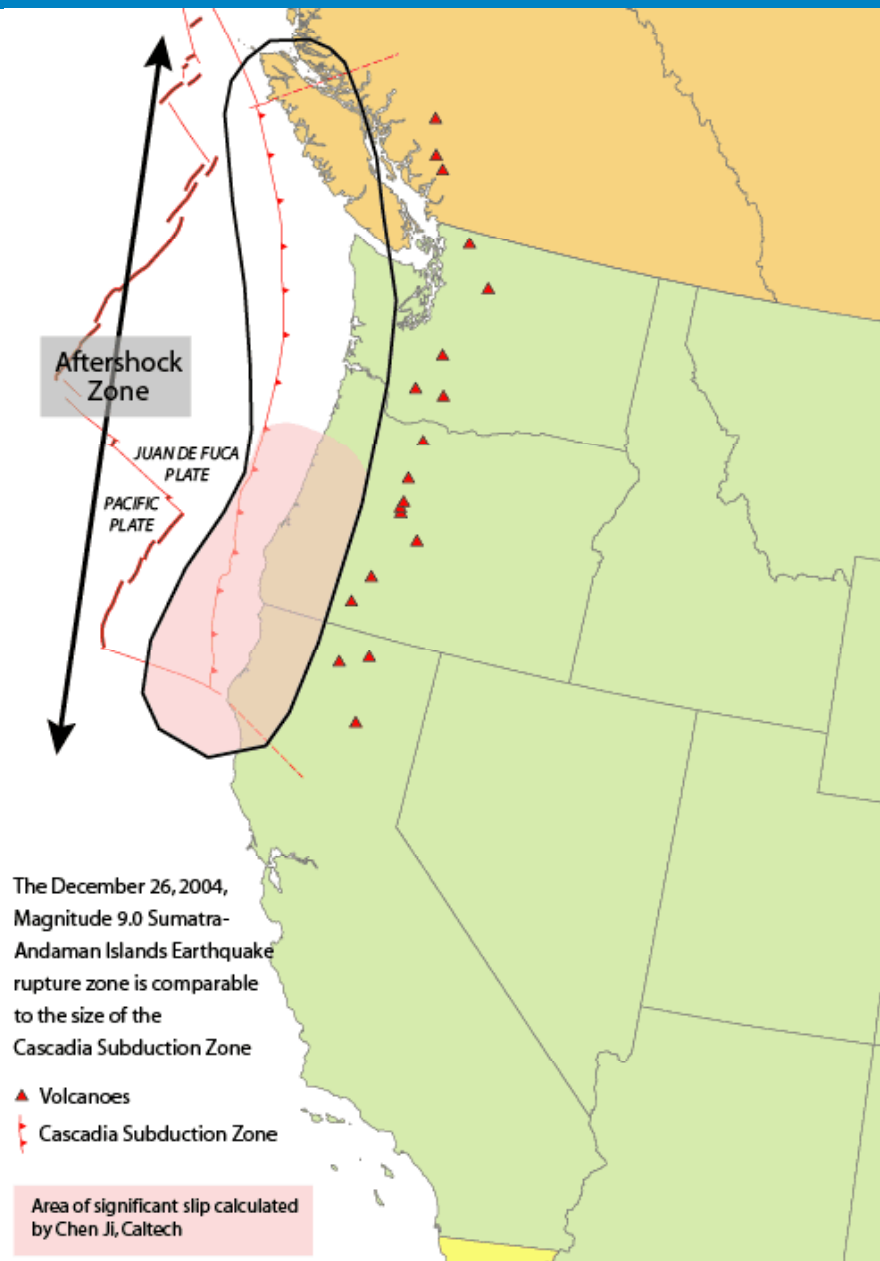 Aftershock
Zone
JUAN DE FUCA
PLATE
PACIFIC
PLATE
The December 26, 2004,
Magnitude 9.0 Sumatra-
Andaman Islands Earthquake
rupture zone is comparable
to the size of the
Cascadia Subduction Zone
Volcanoes
Cascadia Subduction Zone
Area of significant slip calculated
by Chen Ji, Caltech